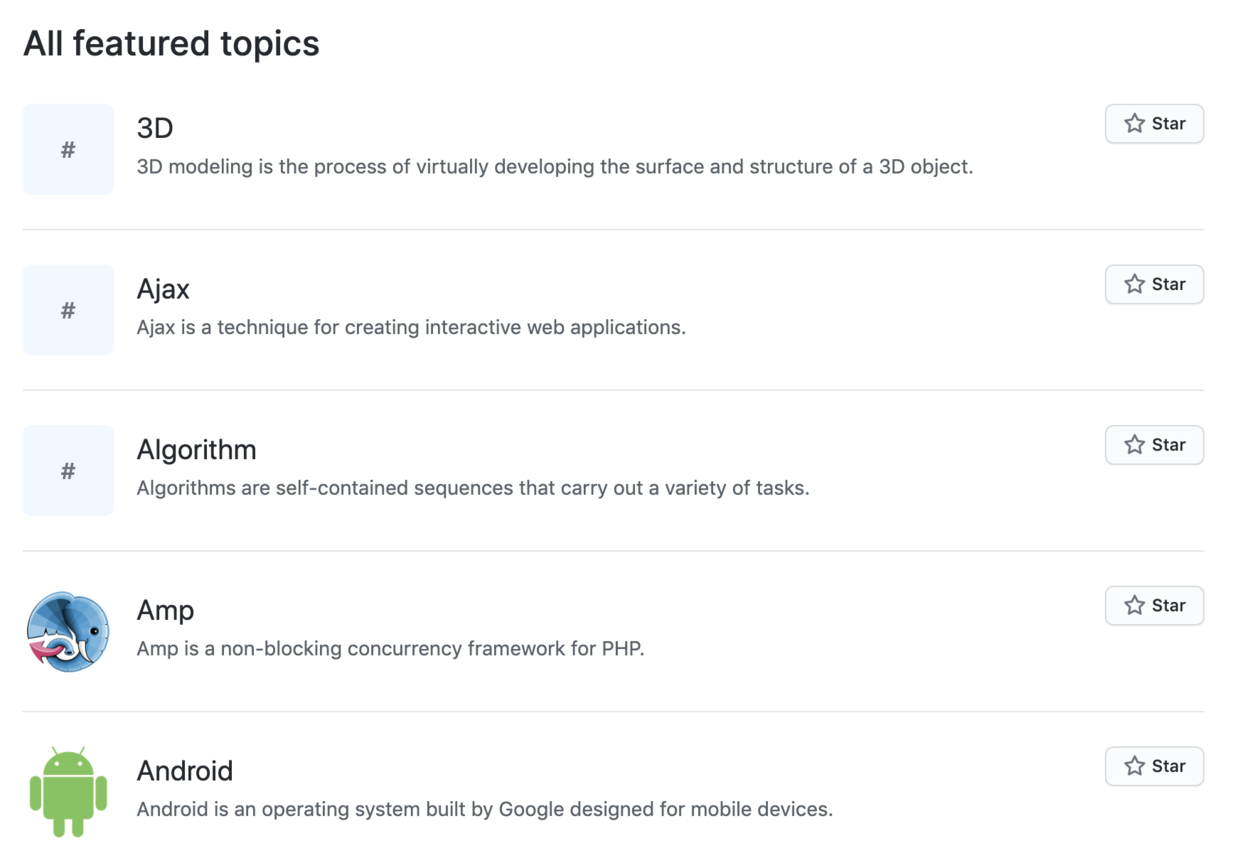 All featured topics
#
3D
Star
3D modeling is the process of virtually developing the surface and structure of a 3D object.
#
Ajax
Star
Ajax is a technique for creating interactive web applications.
#
Algorithm
Star
Algorithms are self-contained sequences that carry out a variety of tasks.
Amp
Star
Amp is a non-blocking concurrency framework for PHP.
Android
Star
Android is an operating system built by Google designed for mobile devices.